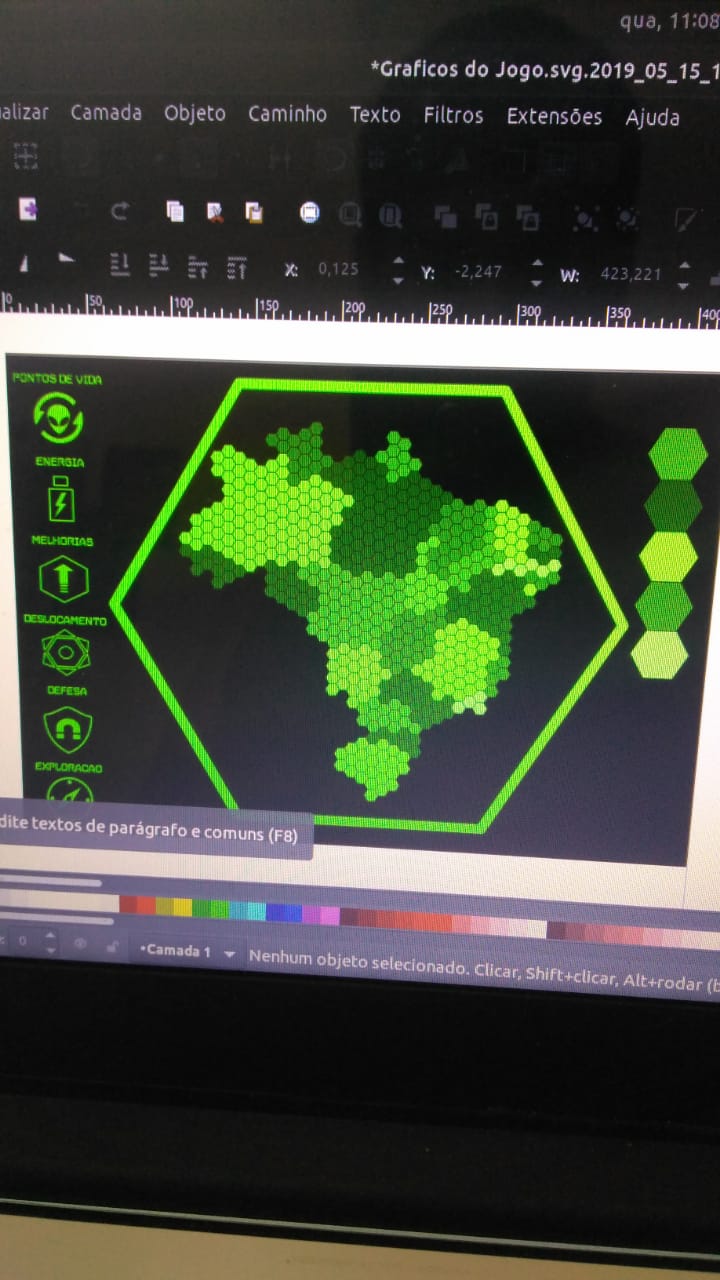 qua, 11:08
*Graficos do Jogo.svg.2019_05_15_1
alizar Camada Objeto Caminho Texto Filtros Extensões Ajuda
X: 0,125 Y: -2,247 W: 423,221
0 50 100 150 200 250 300 350 400
PONTOS DE VIDA
ENERGIA
MELHORIAS
DESLOCAMENTO
DEFESA
EXPLORACAO
dite textos de parágrafo e comuns (F8)
0 •Camada 1 Nenhum objeto selecionado. Clicar, Shift+clicar, Alt+rodar (b